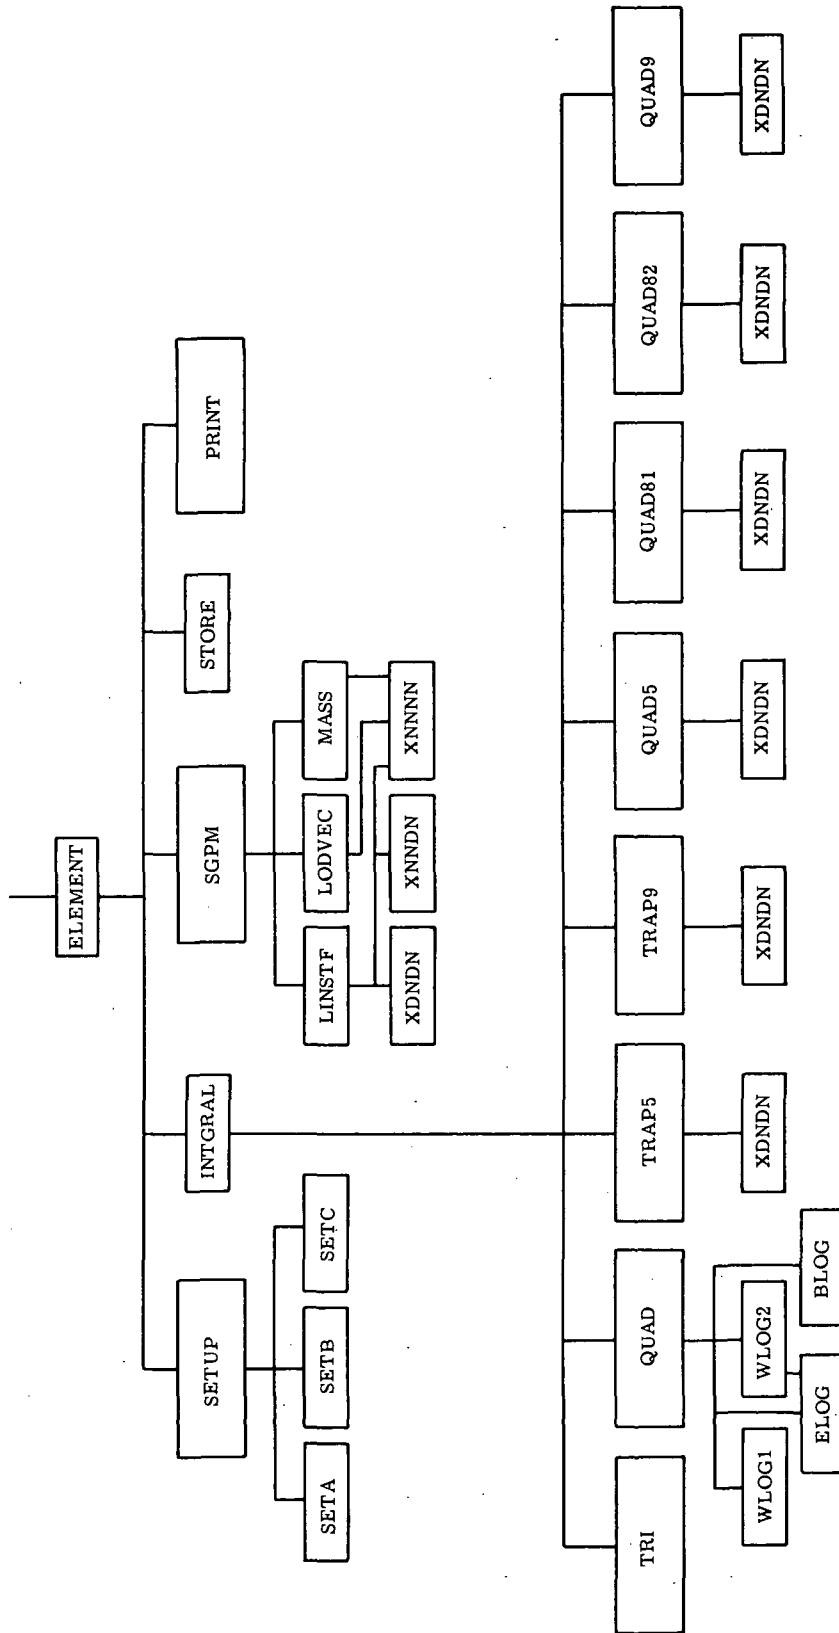 ELEMENT
SETUP
INTGRAL
SGPM
STORE
PRINT
SETA
SETB
SETC
LINSTF
LODVEC
MASS
XDNDN
XNNDN
XNNNN
TRI
QUAD
TRAP5
TRAP9
QUAD5
QUAD81
QUAD82
QUAD9
WLOG1
WLOG2
XDNDN
XDNDN
XDNDN
XDNDN
XDNDN
XDNDN
ELOG
BLOG